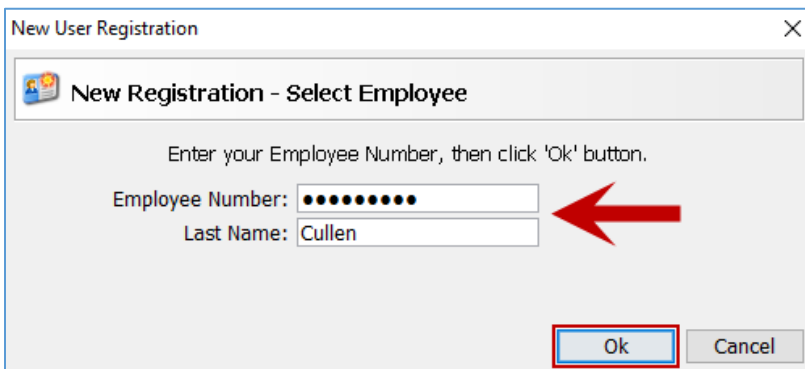 New User Registration
New Registration - Select Employee
Enter your Employee Number, then click 'Ok' button.
Employee Number: ●●●●●●●●●
Last Name: Cullen
Ok Cancel